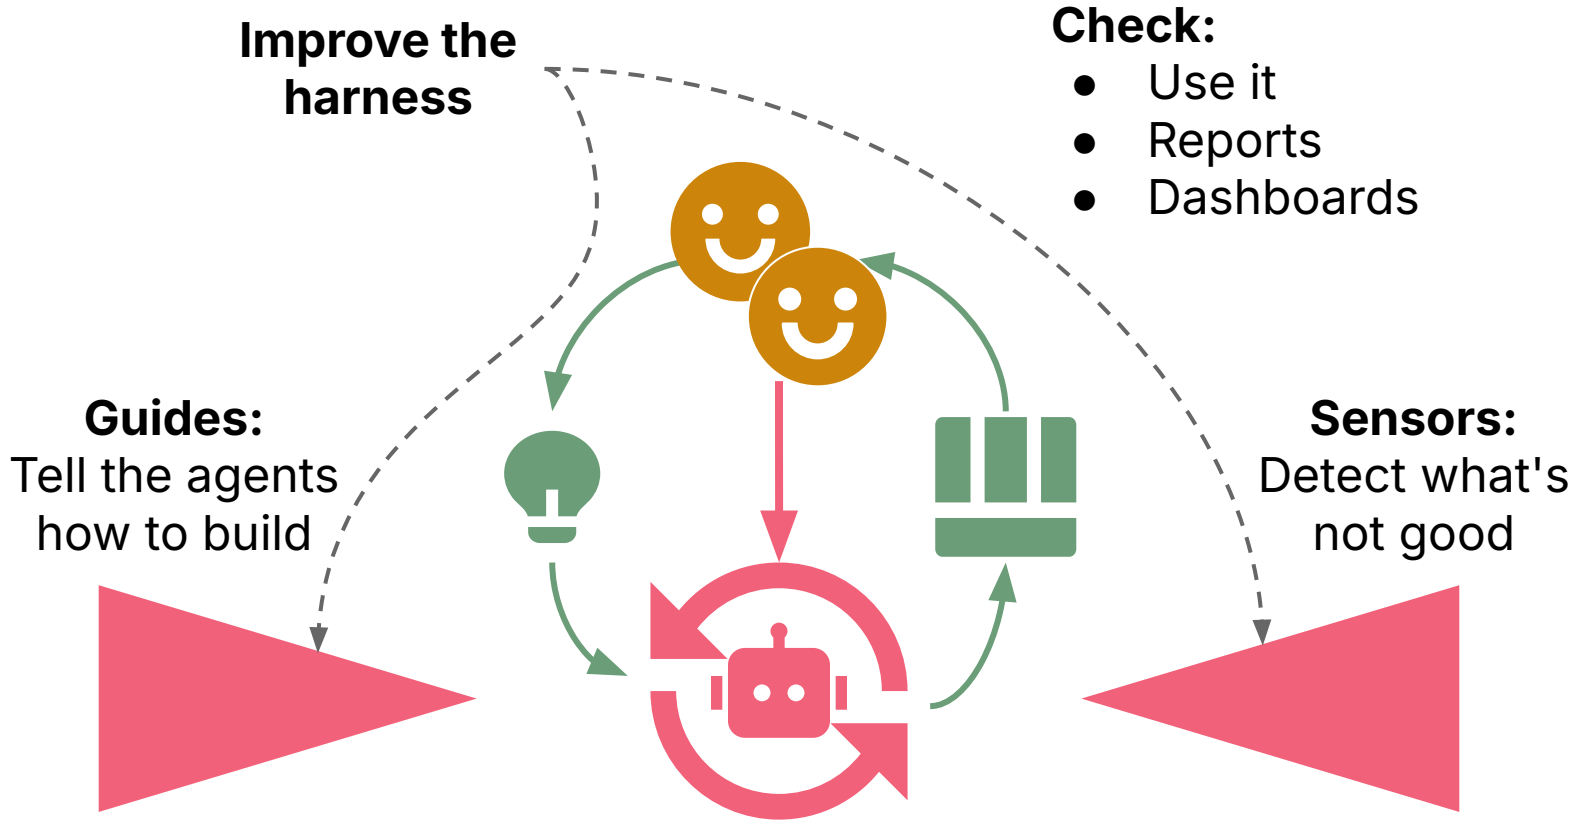 Improve the
harness
Check:
● Use it
● Reports
● Dashboards
Guides:
Tell the agents
how to build
Sensors:
Detect what's
not good